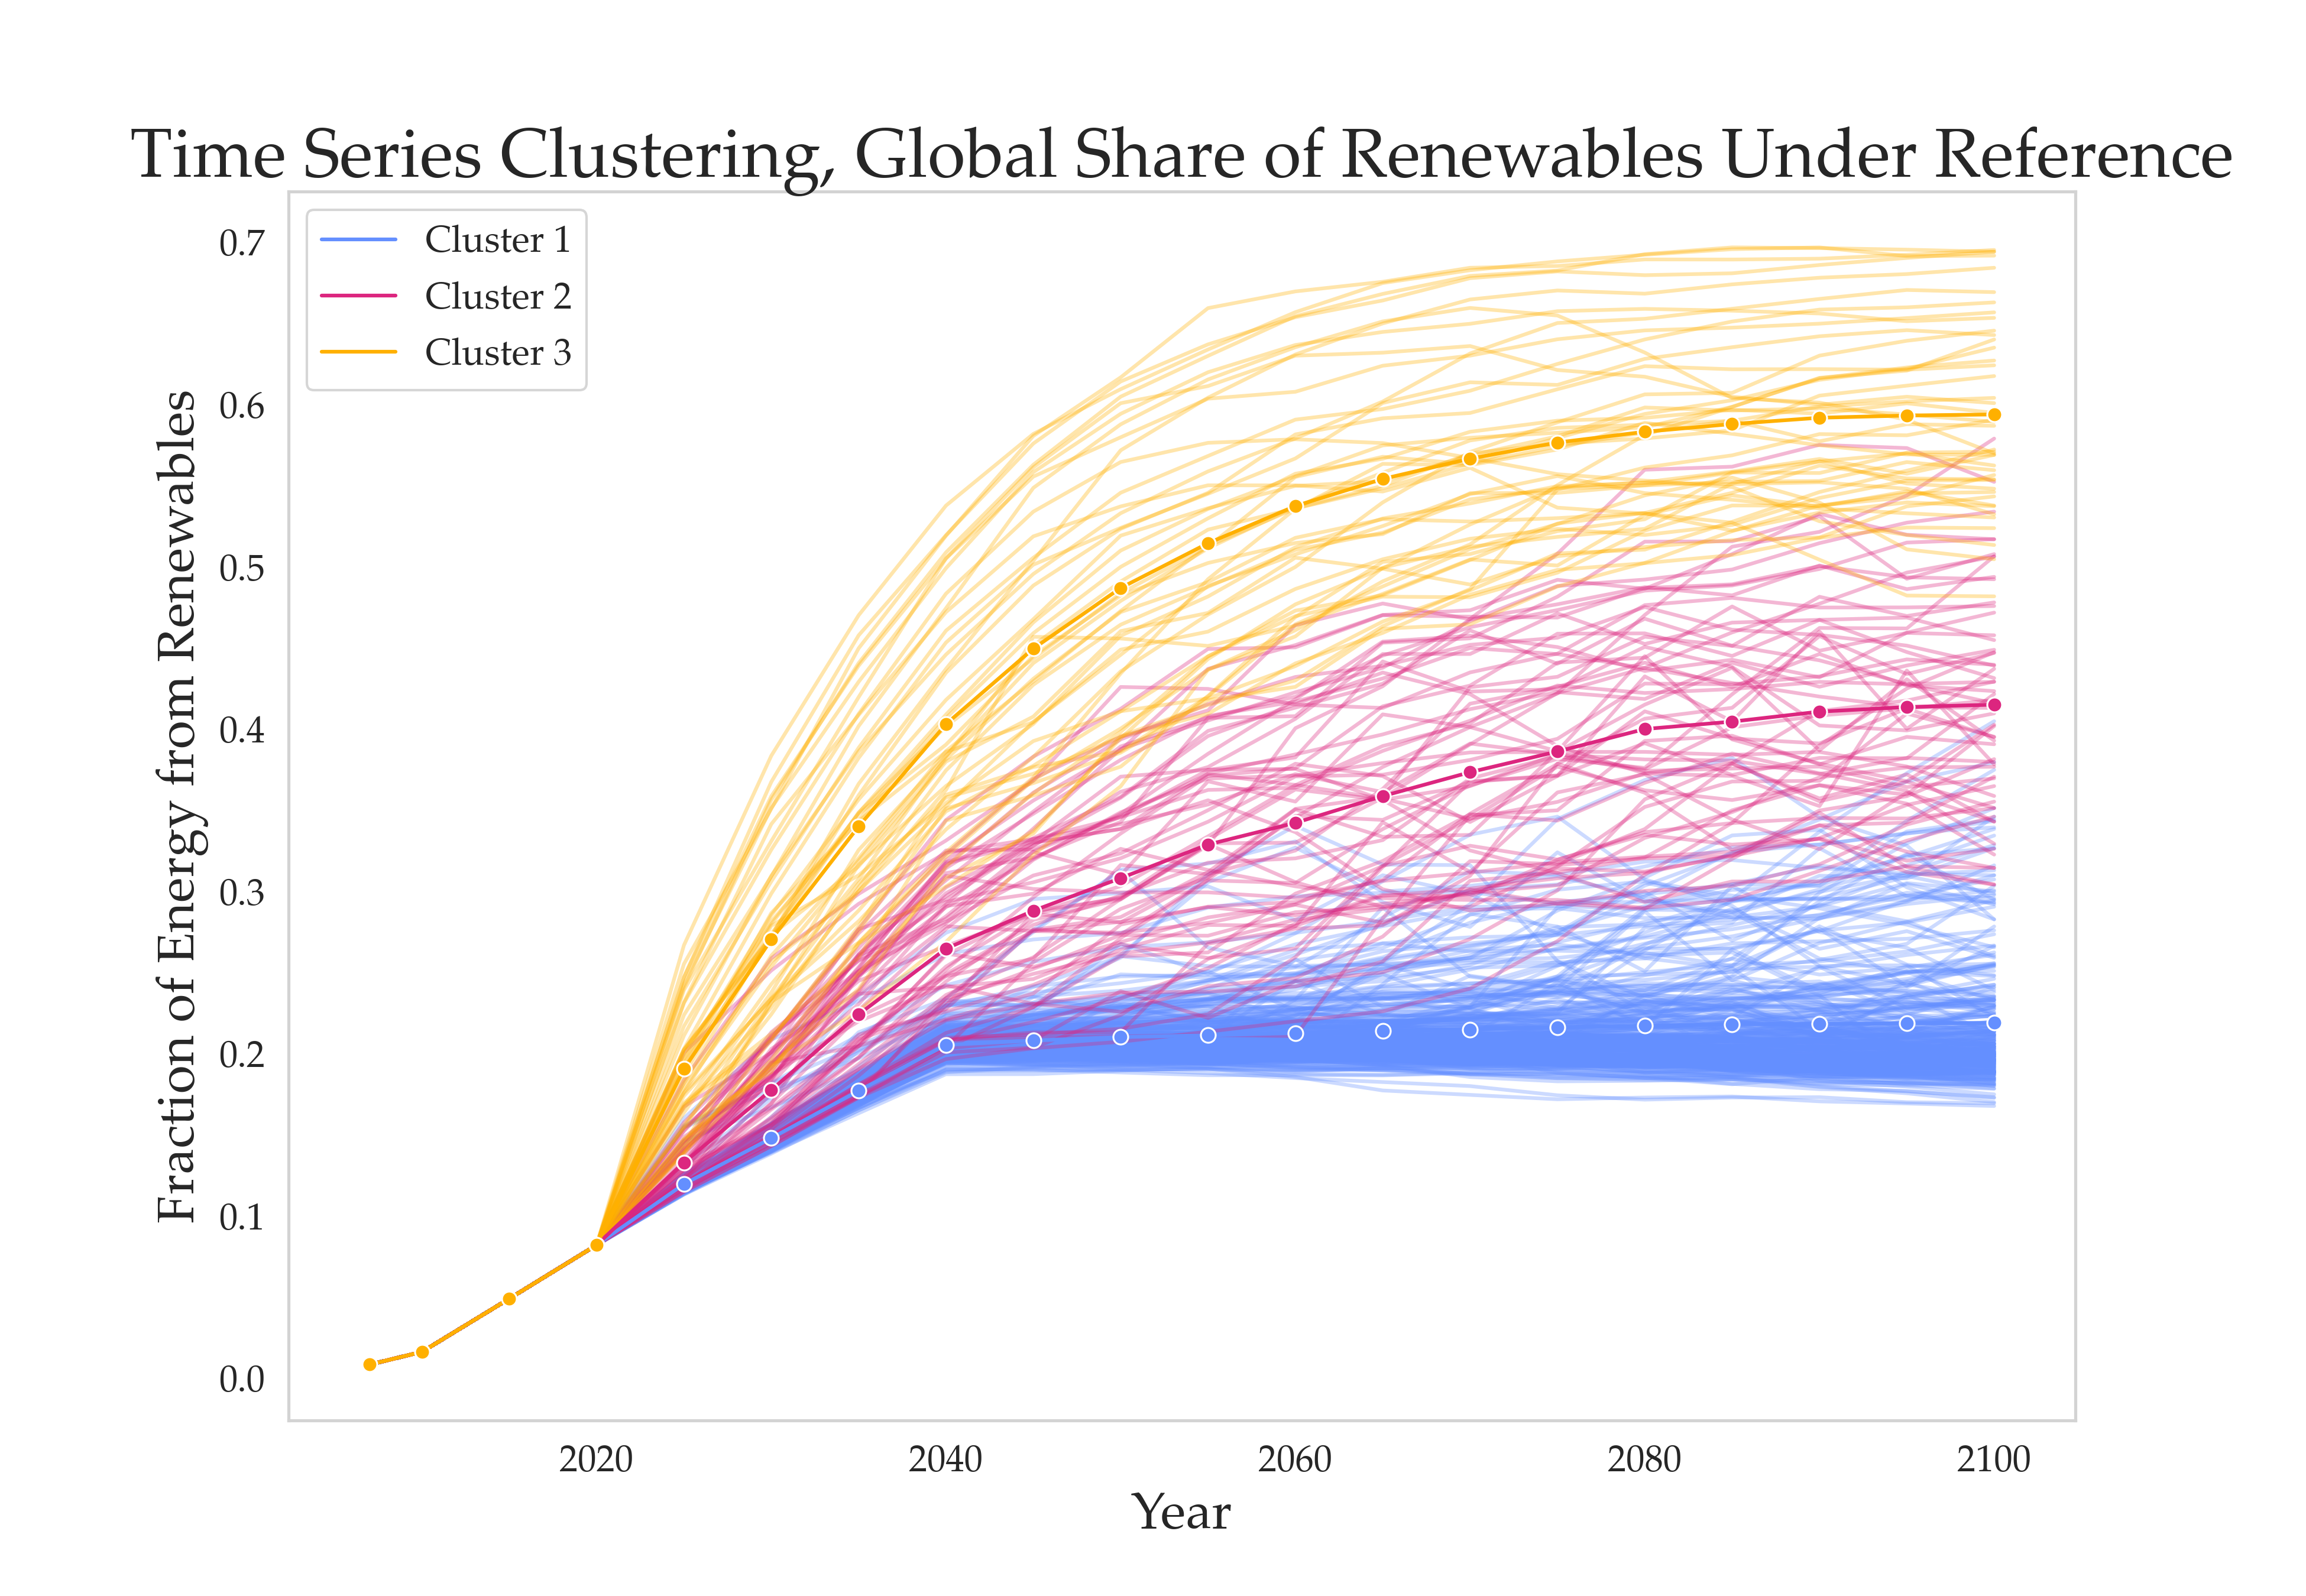 Time Series Clustering, Global Share of Renewables Under Reference
Cluster 1
Cluster 2
Cluster 3
Fraction of Energy from Renewables
0.7
0.6
0.5
0.4
0.3
0.2
0.1
0.0
2020 2040 2060 2080 2100
Year